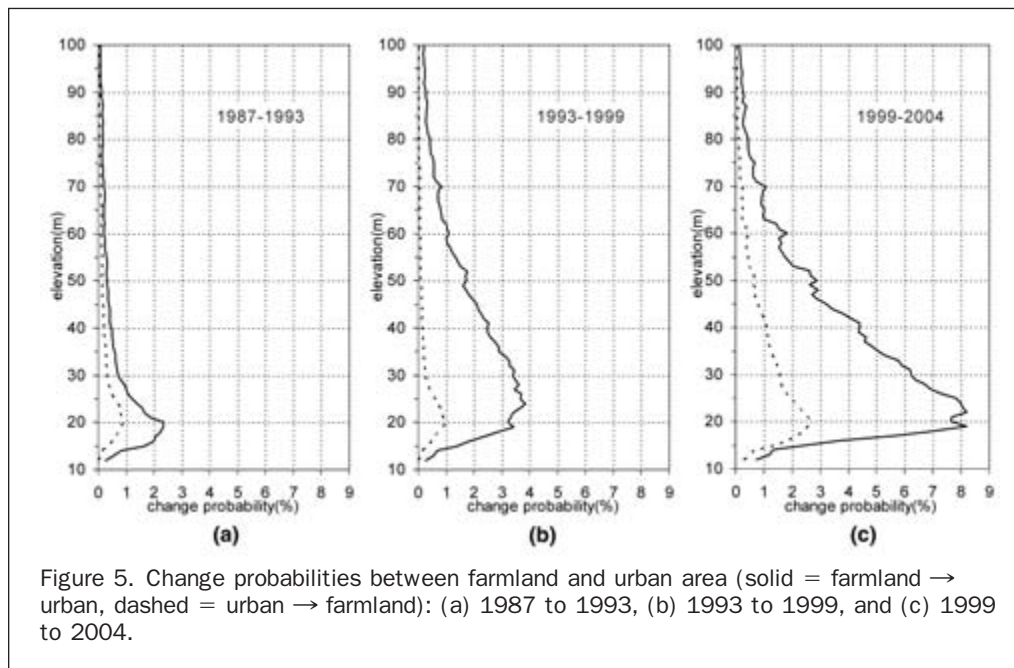 100
90
80
70
60
50
40
30
20
10
elevation(m)
1987-1993
0 1 2 3 4 5 6 7 8 9
change probability(%)
(a)
100
90
80
70
60
50
40
30
20
10
elevation(m)
1993-1999
0 1 2 3 4 5 6 7 8 9
change probability(%)
(b)
100
90
80
70
60
50
40
30
20
10
elevation(m)
1999-2004
0 1 2 3 4 5 6 7 8 9
change probability(%)
(c)
Figure 5. Change probabilities between farmland and urban area (solid = farmland →
urban, dashed = urban → farmland): (a) 1987 to 1993, (b) 1993 to 1999, and (c) 1999
to 2004.